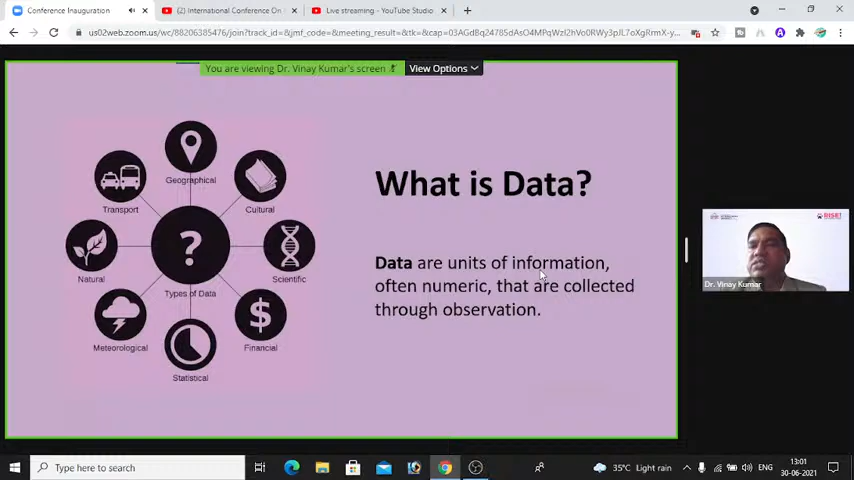 Conference Inauguration
(2) International Conference On
Live streaming - YouTube Studio
You are viewing Dr. Vinay Kumar's screen
View Options
Geographical
Transport
Cultural
What is Data?
Natural
Scientific
?
Types of Data
Data are units of information,
often numeric, that are collected
through observation.
$
Meteorological
Financial
Statistical
Dr. Vinay Kumar
Type here to search
35°C Light rain
ENG
13:01
30-06-2021